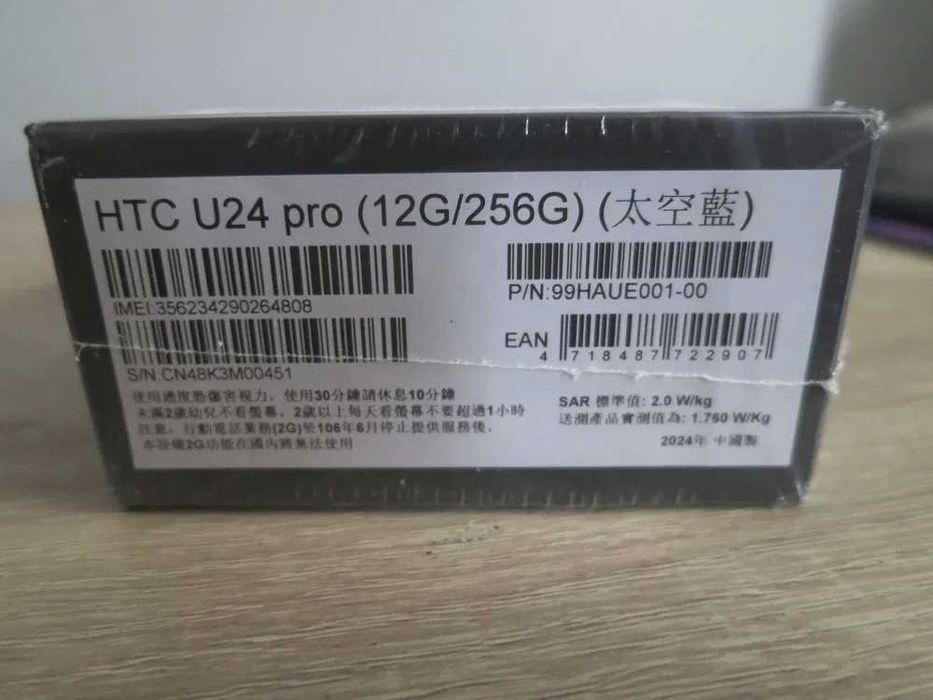 HTC U24 pro (12G/256G) (太空藍)
IMEI:356234290264808
P/N:99HAUE001-00
S/N:CN48K3M00451
EAN
4 718487 722907
使用過度恐傷害視力，使用30分鐘請休息10分鐘
未滿2歲幼兒不看螢幕，2歲以上每天看螢幕不要超過1小時
注意，行動電話業務(2G)於106年6月停止提供服務後，
本設備2G功能在國內將無法使用
SAR 標準值: 2.0 W/kg
送測產品實測值為: 1.760 W/Kg
2024年 中國製